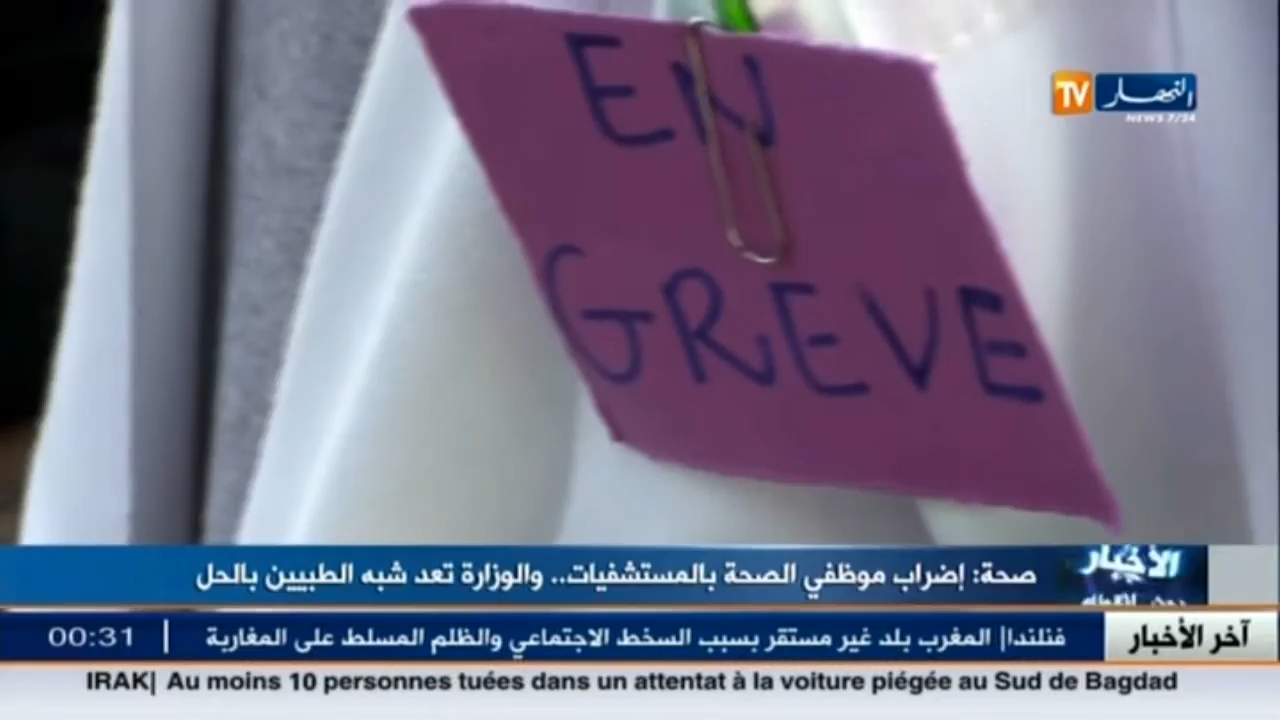 EN
GREVE
TV النهار
NEWS 7/24
الأخبار
صحة: إضراب موظفي الصحة بالمستشفيات.. والوزارة تعد شبه الطبيين بالحل
آخر الأخبار
فنلندا| المغرب بلد غير مستقر بسبب السخط الاجتماعي والظلم المسلط على المغاربة
00:31
IRAK| Au moins 10 personnes tuées dans un attentat à la voiture piégée au Sud de Bagdad